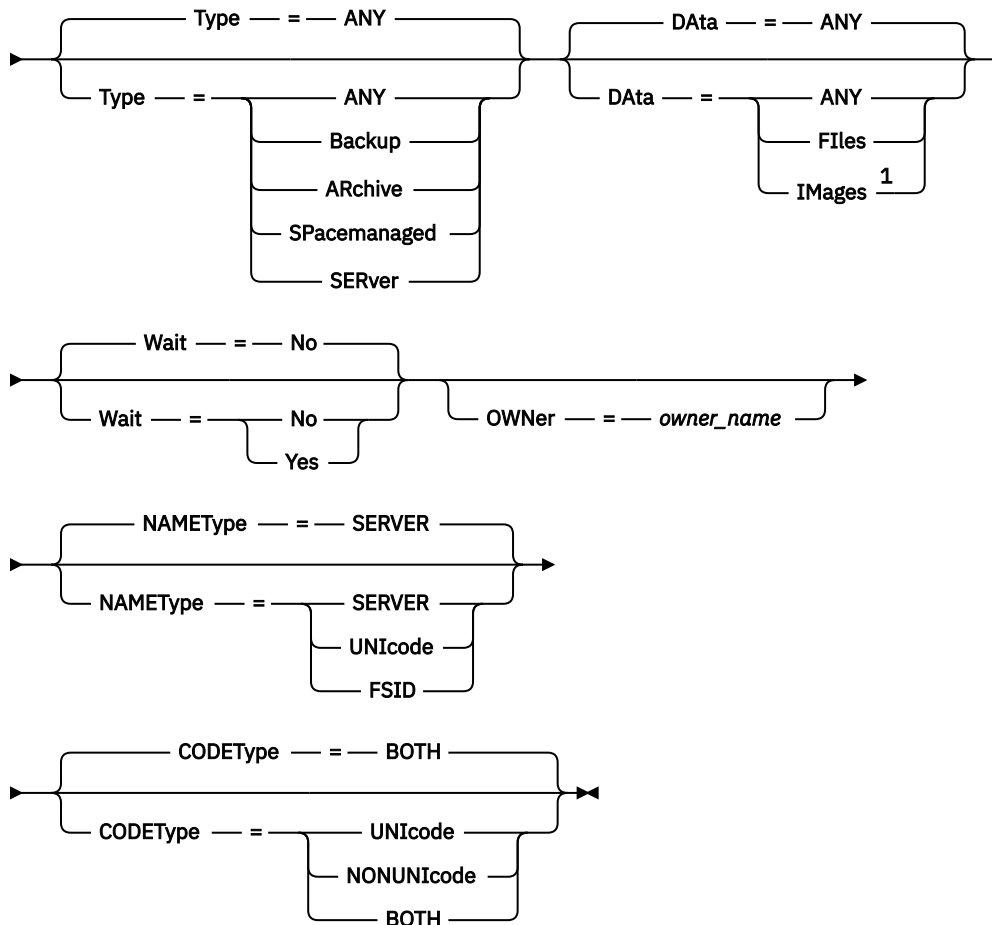 Type = ANY DAta = ANY
Type = ANY DAta = ANY
Backup FIles
ARchive IMages 1
SPacemanaged
SERver
Wait = No
Wait = No OWNer = owner_name
Yes
NAMEType = SERVER
NAMEType = SERVER
UNIcode
FSID
CODEType = BOTH
CODEType = UNIcode
NONUNIcode
BOTH